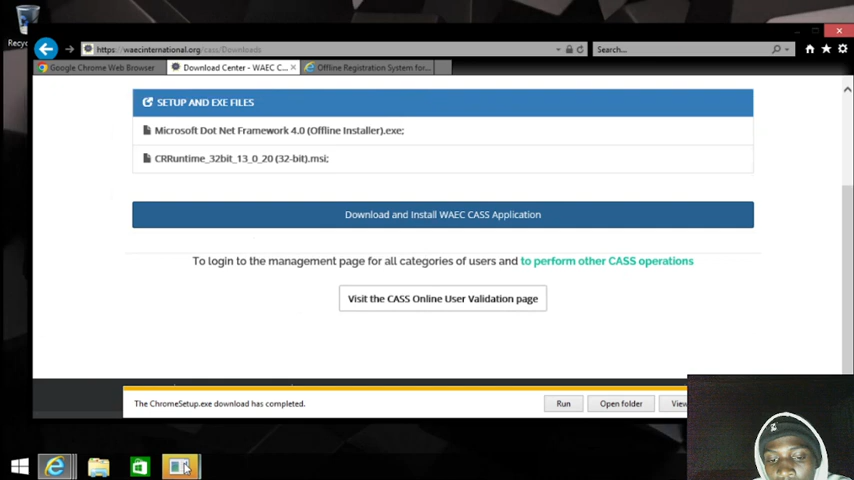 Recyc
https://waecinternational.org/cass/Downloads
Search...
Google Chrome Web Browser
Download Center - WAEC C...
Offline Registration System for...
SETUP AND EXE FILES
Microsoft Dot Net Framework 4.0 (Offline Installer).exe;
CRRuntime_32bit_13_0_20 (32-bit).msi;
Download and Install WAEC CASS Application
To login to the management page for all categories of users and to perform other CASS operations
Visit the CASS Online User Validation page
The ChromeSetup.exe download has completed.
Run
Open folder
View